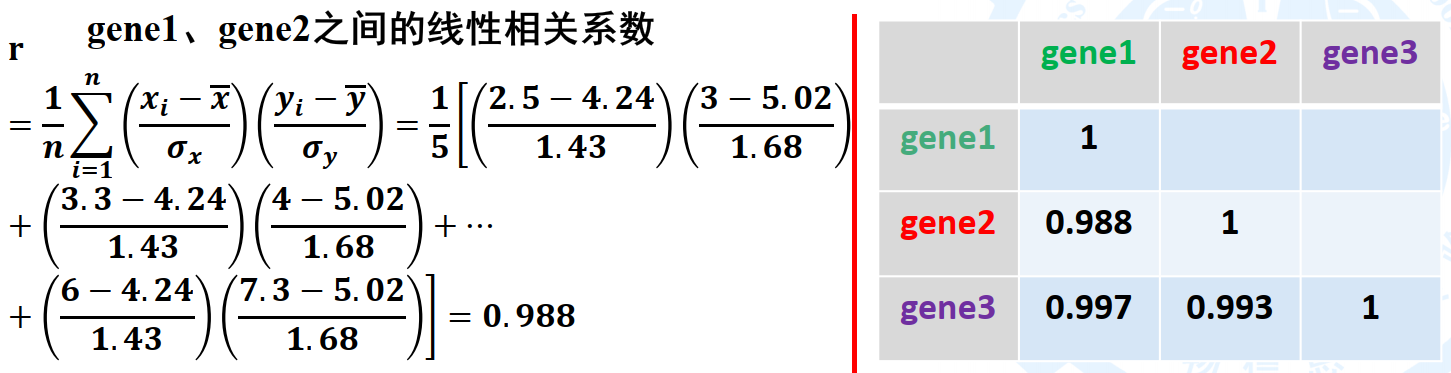 gene1、gene2之间的线性相关系数
r
= \frac{1}{n} \sum_{i=1}^{n} \left( \frac{x_i - \overline{x}}{\sigma_x} \right) \left( \frac{y_i - \overline{y}}{\sigma_y} \right) = \frac{1}{5} \left[ \left( \frac{2.5 - 4.24}{1.43} \right) \left( \frac{3 - 5.02}{1.68} \right) \right.
+ \left( \frac{3.3 - 4.24}{1.43} \right) \left( \frac{4 - 5.02}{1.68} \right) + \cdots
\left. + \left( \frac{6 - 4.24}{1.43} \right) \left( \frac{7.3 - 5.02}{1.68} \right) \right] = 0.988
gene1 gene2 gene3
gene1 1
gene2 0.988 1
gene3 0.997 0.993 1